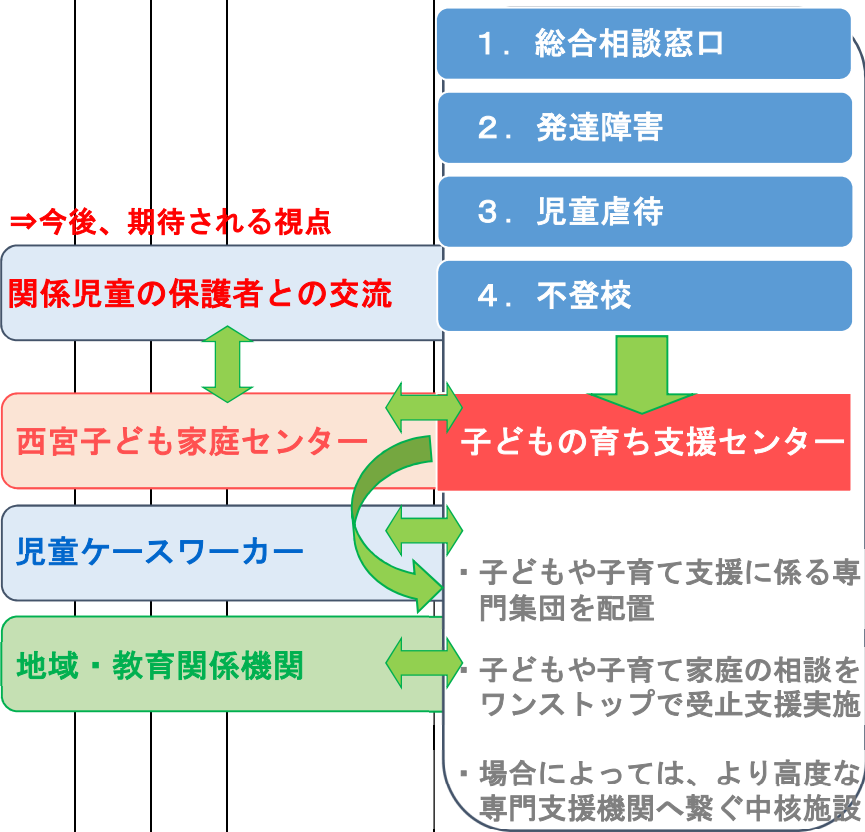 １．総合相談窓口
２．発達障害
３．児童虐待
４．不登校
⇒今後、期待される視点
関係児童の保護者との交流
西宮子ども家庭センター
子どもの育ち支援センター
児童ケースワーカー
地域・教育関係機関
・子どもや子育て支援に係る専
門集団を配置
・子どもや子育て家庭の相談を
ワンストップで受止支援実施
・場合によっては、より高度な
専門支援機関へ繋ぐ中核施設